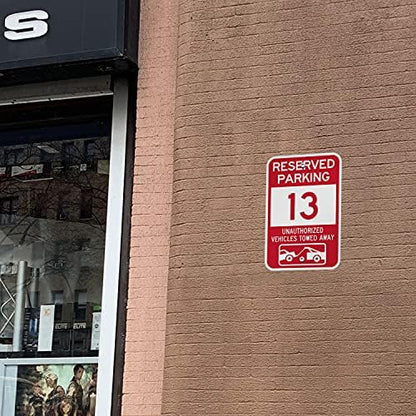 S
RESERVED
PARKING
13
UNAUTHORIZED
VEHICLES TOWED AWAY